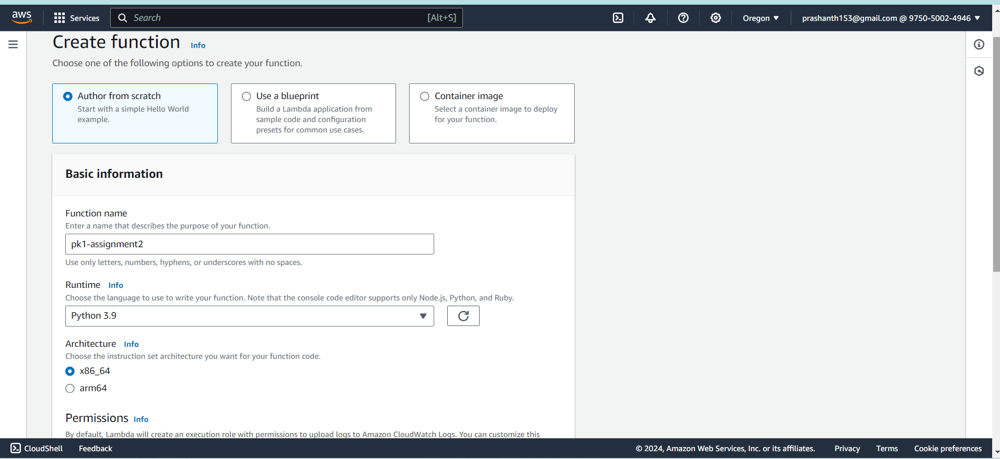 aws Services Search [Alt+S] Oregon prashanth153@gmail.com @ 9750-5002-4946
Create function Info
Choose one of the following options to create your function.
Author from scratch
Start with a simple Hello World
example.
Use a blueprint
Build a Lambda application from
sample code and configuration
presets for common use cases.
Container image
Select a container image to deploy
for your function.
Basic information
Function name
Enter a name that describes the purpose of your function.
pk1-assignment2
Use only letters, numbers, hyphens, or underscores with no spaces.
Runtime Info
Choose the language to use to write your function. Note that the console code editor supports only Node.js, Python, and Ruby.
Python 3.9
Architecture Info
Choose the instruction set architecture you want for your function code.
x86_64
arm64
Permissions Info
By default, Lambda will create an execution role with permissions to upload logs to Amazon CloudWatch Logs. You can customize this
CloudShell Feedback © 2024, Amazon Web Services, Inc. or its affiliates. Privacy Terms Cookie preferences